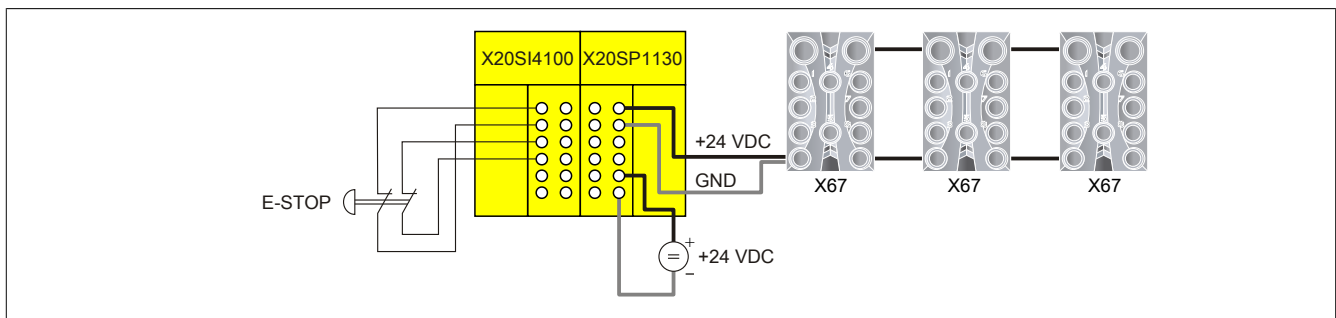 X20SI4100 X20SP1130
+24 VDC
GND
E-STOP
X67 X67 X67
+
+24 VDC
−